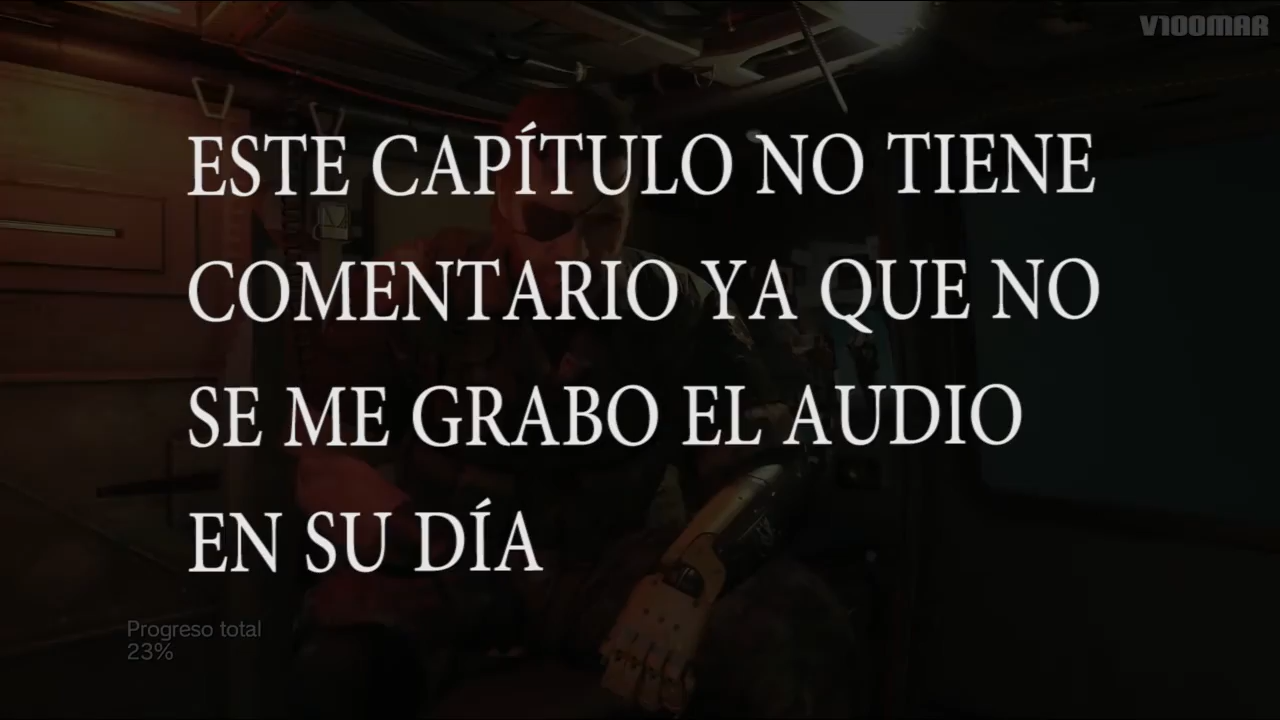 V100MAR
ESTE CAPÍTULO NO TIENE
COMENTARIO YA QUE NO
SE ME GRABO EL AUDIO
EN SU DÍA
Progreso total
23%